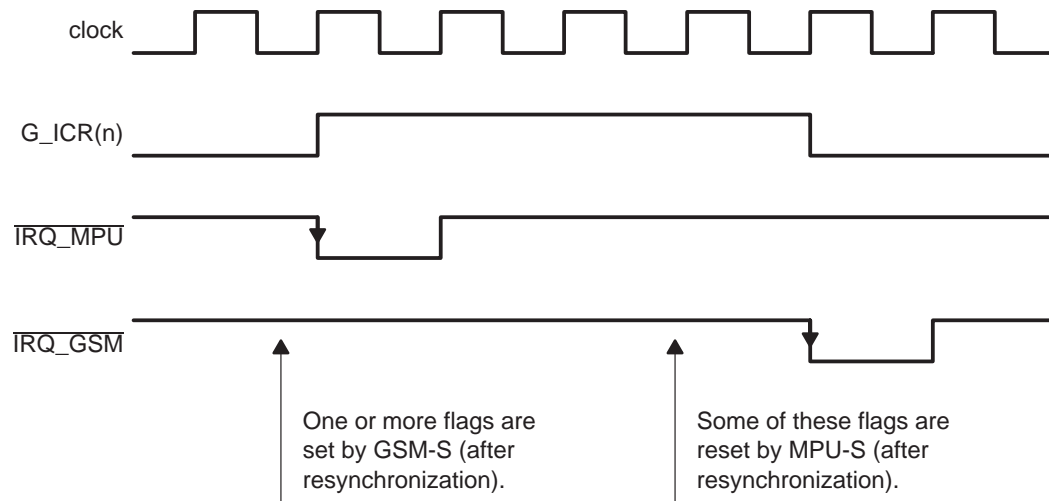 clock
G_ICR(n)
IRQ_MPU
IRQ_GSM
One or more flags are
set by GSM-S (after
resynchronization).
Some of these flags are
reset by MPU-S (after
resynchronization).